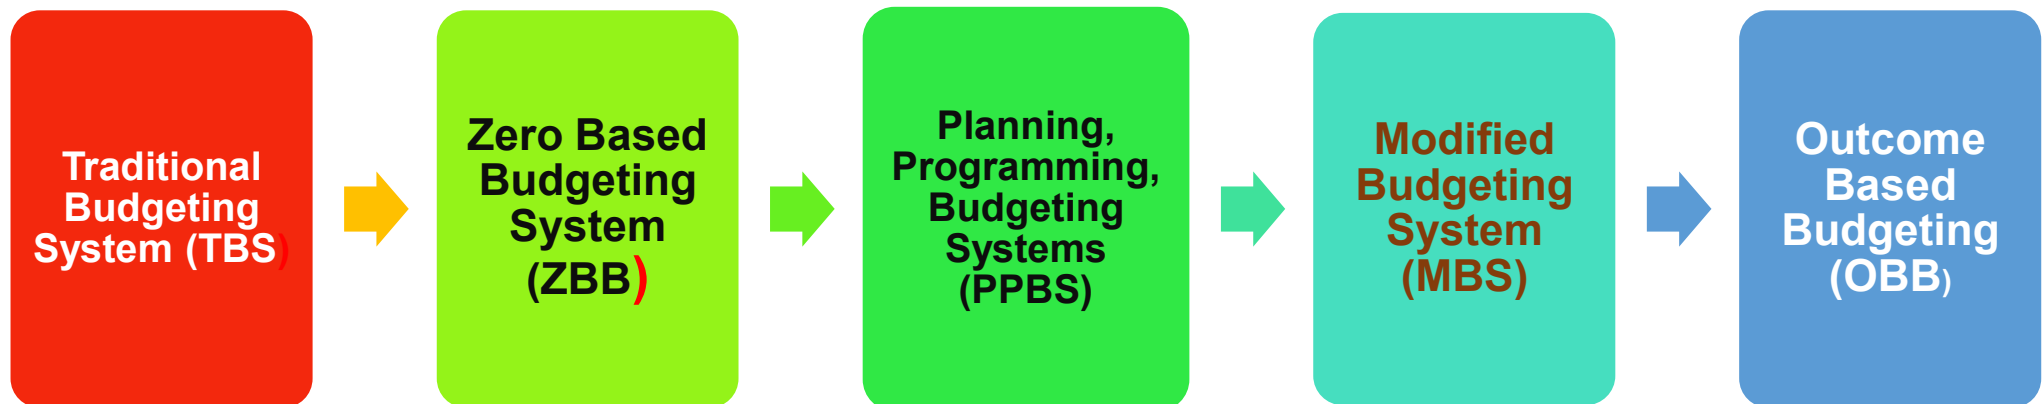 Traditional
Budgeting
System (TBS)
Zero Based
Budgeting
System
(ZBB)
Planning,
Programming,
Budgeting
Systems
(PPBS)
Modified
Budgeting
System
(MBS)
Outcome
Based
Budgeting
(OBB)